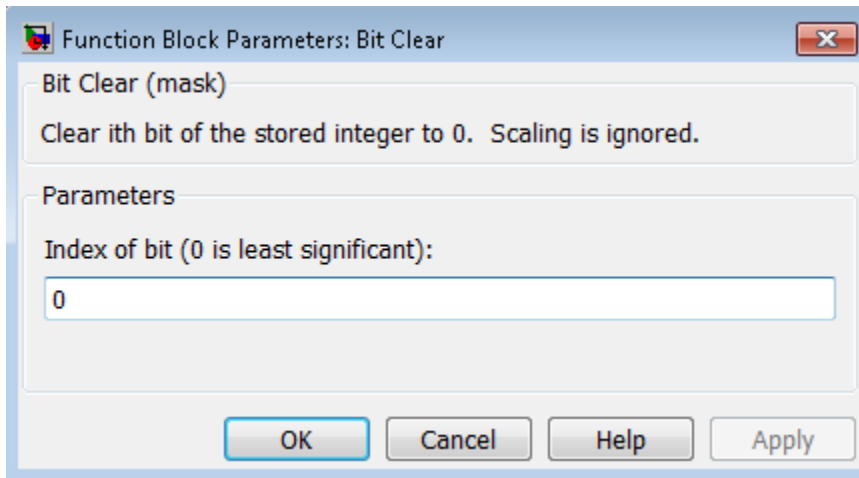 Function Block Parameters: Bit Clear
Bit Clear (mask)
Clear ith bit of the stored integer to 0.  Scaling is ignored.
Parameters
Index of bit (0 is least significant):
0
OK Cancel Help Apply